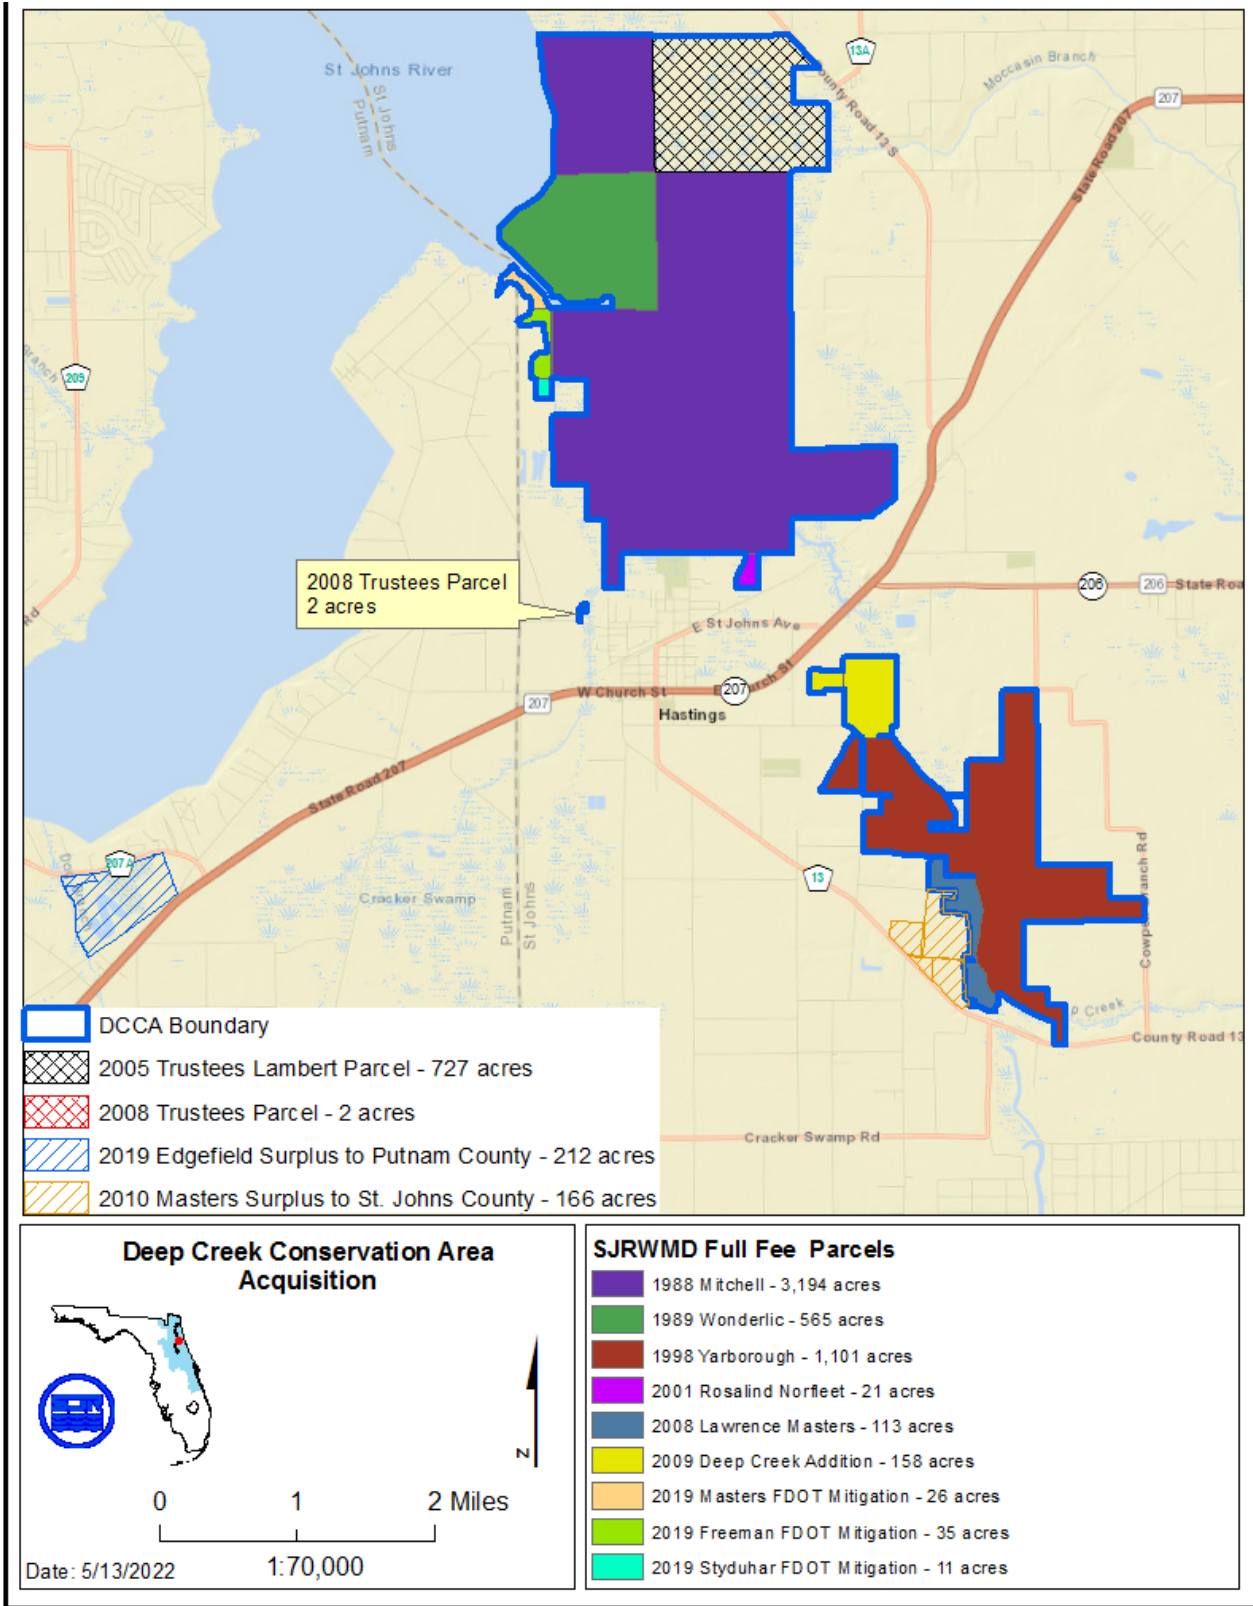 St Johns River
St Johns
Putnam
13A
County Road 13 S
Moccasin Branch
207
State Road 207
209
Branch
Rd
2008 Trustees Parcel
2 acres
206
206
State Roa
E St Johns Ave
W Church St
207
E Church St
207
Hastings
State Road 207
207A
13
Cracker Swamp
Putnam
St Johns
Cowpen Branch Rd
p Creek
County Road 13
Cracker Swamp Rd
DCCA Boundary
2005 Trustees Lambert Parcel - 727 acres
2008 Trustees Parcel - 2 acres
2019 Edgefield Surplus to Putnam County - 212 acres
2010 Masters Surplus to St. Johns County - 166 acres
Deep Creek Conservation Area
Acquisition
N
0 1 2 Miles
1:70,000
Date: 5/13/2022
SJRWMD Full Fee Parcels
1988 Mitchell - 3,194 acres
1989 Wonderlic - 565 acres
1998 Yarborough - 1,101 acres
2001 Rosalind Norfleet - 21 acres
2008 Lawrence Masters - 113 acres
2009 Deep Creek Addition - 158 acres
2019 Masters FDOT Mitigation - 26 acres
2019 Freeman FDOT Mitigation - 35 acres
2019 Styduhar FDOT Mitigation - 11 acres